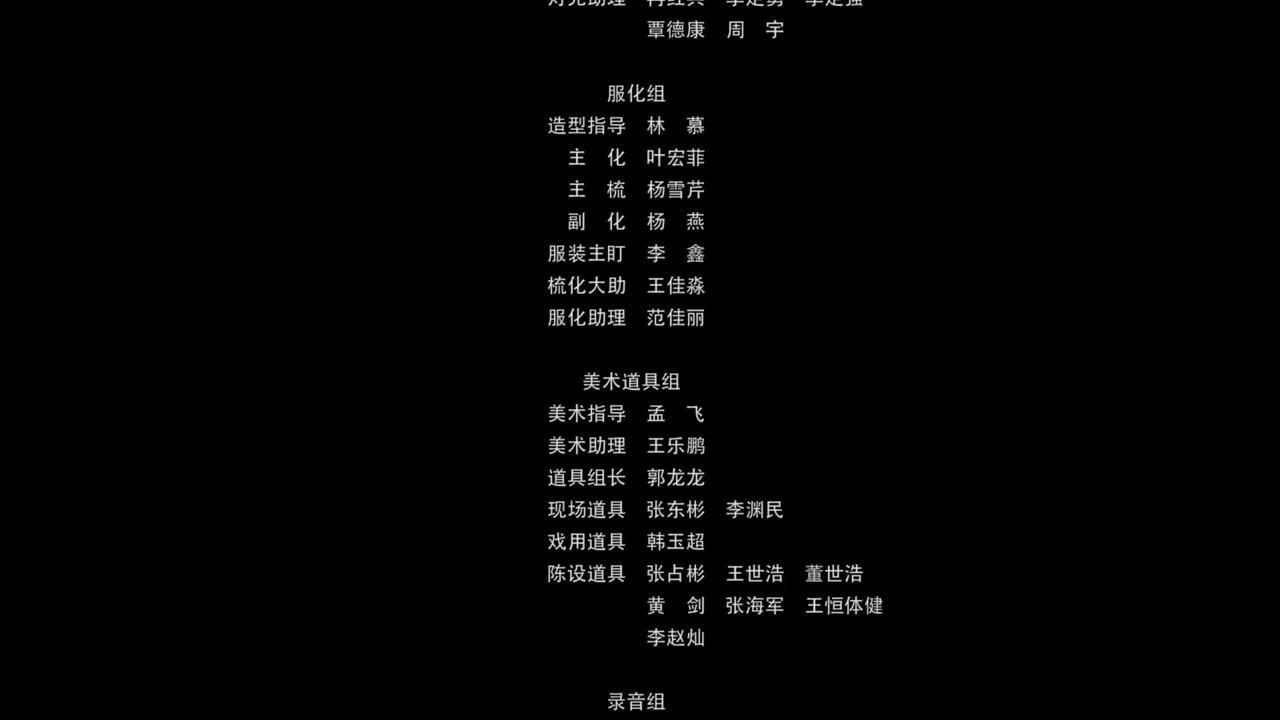 覃德康　周　宇
服化组
造型指导　林　慕
主　化　叶宏菲
主　梳　杨雪芹
副　化　杨　燕
服装主盯　李　鑫
梳化大助　王佳淼
服化助理　范佳丽
美术道具组
美术指导　孟　飞
美术助理　王乐鹏
道具组长　郭龙龙
现场道具　张东彬　李渊民
戏用道具　韩玉超
陈设道具　张占彬　王世浩　董世浩
黄　剑　张海军　王恒体健
李赵灿
录音组